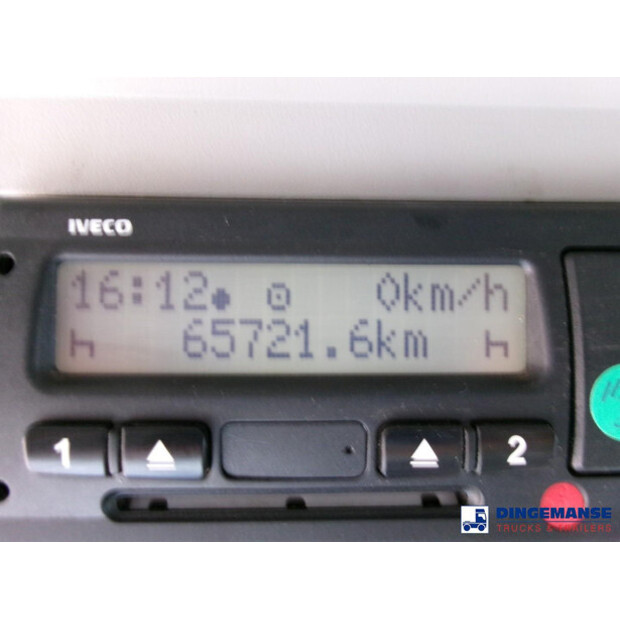 IVECO
16:12 0km/h
65721.6km
1 2
DINGEMANSE
TRUCKS & TRAILERS